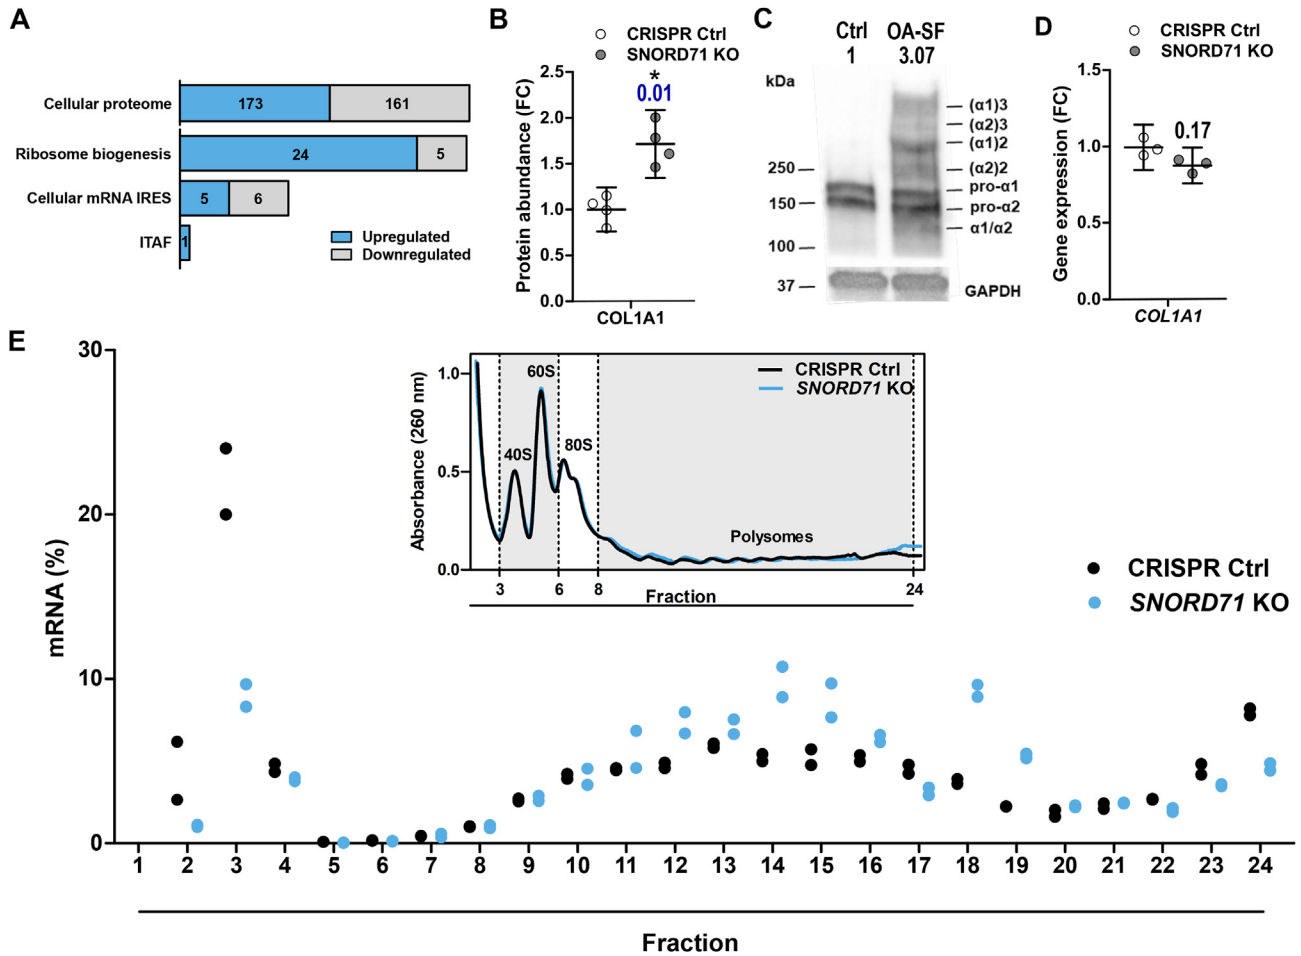 A
Cellular proteome
173
161
Ribosome biogenesis
24
5
Cellular mRNA IRES
5
6
ITAF
1
Upregulated
Downregulated
B
CRISPR Ctrl
SNORD71 KO
Protein abundance (FC)
2.5
2.0
1.5
1.0
0.5
0.0
*
0.01
COL1A1
C
Ctrl OA-SF
1 3.07
kDa
250
150
100
37
(α1)3
(α2)3
(α1)2
(α2)2
pro-α1
pro-α2
α1/α2
GAPDH
D
CRISPR Ctrl
SNORD71 KO
Gene expression (FC)
1.5
1.0
0.5
0.0
0.17
COL1A1
E
mRNA (%)
30
20
10
0
Absorbance (260 nm)
1.0
0.5
0.0
40S
60S
80S
Polysomes
CRISPR Ctrl
SNORD71 KO
3 6 8 24
Fraction
CRISPR Ctrl
SNORD71 KO
1 2 3 4 5 6 7 8 9 10 11 12 13 14 15 16 17 18 19 20 21 22 23 24
Fraction